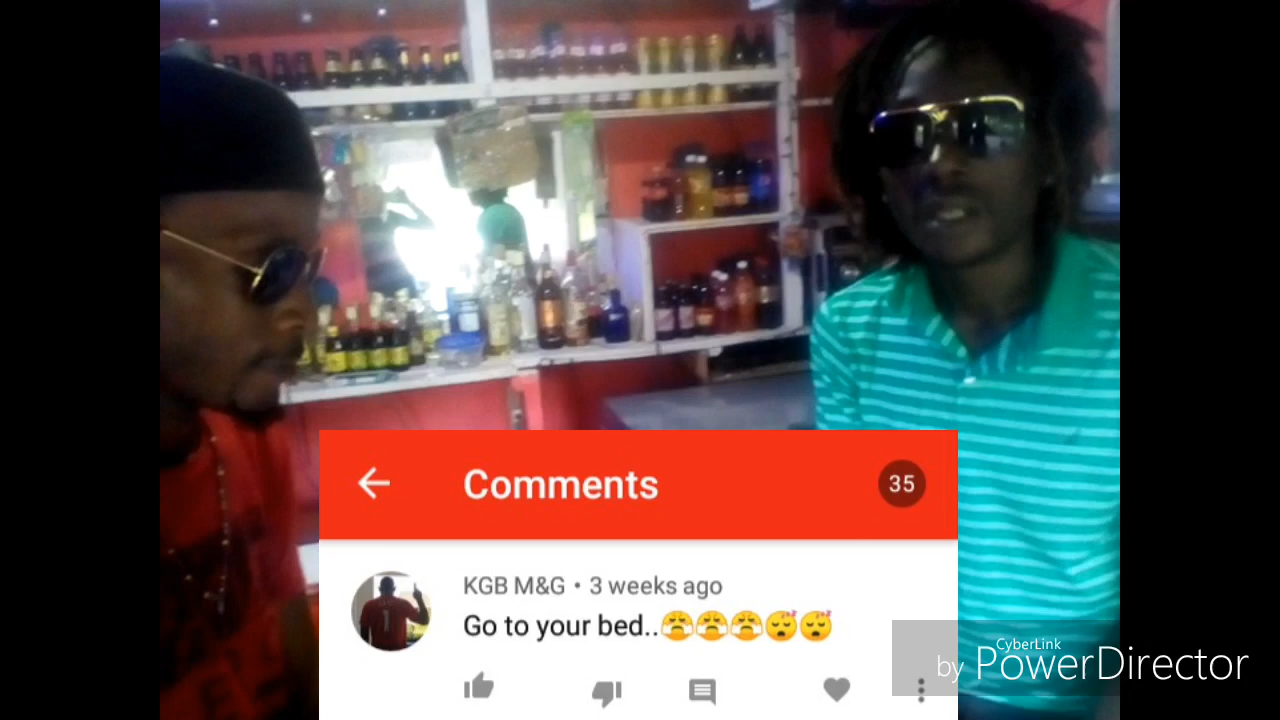 Comments
35
KGB M&G • 3 weeks ago
Go to your bed..😤😤😤😴😴
CyberLink
by PowerDirector